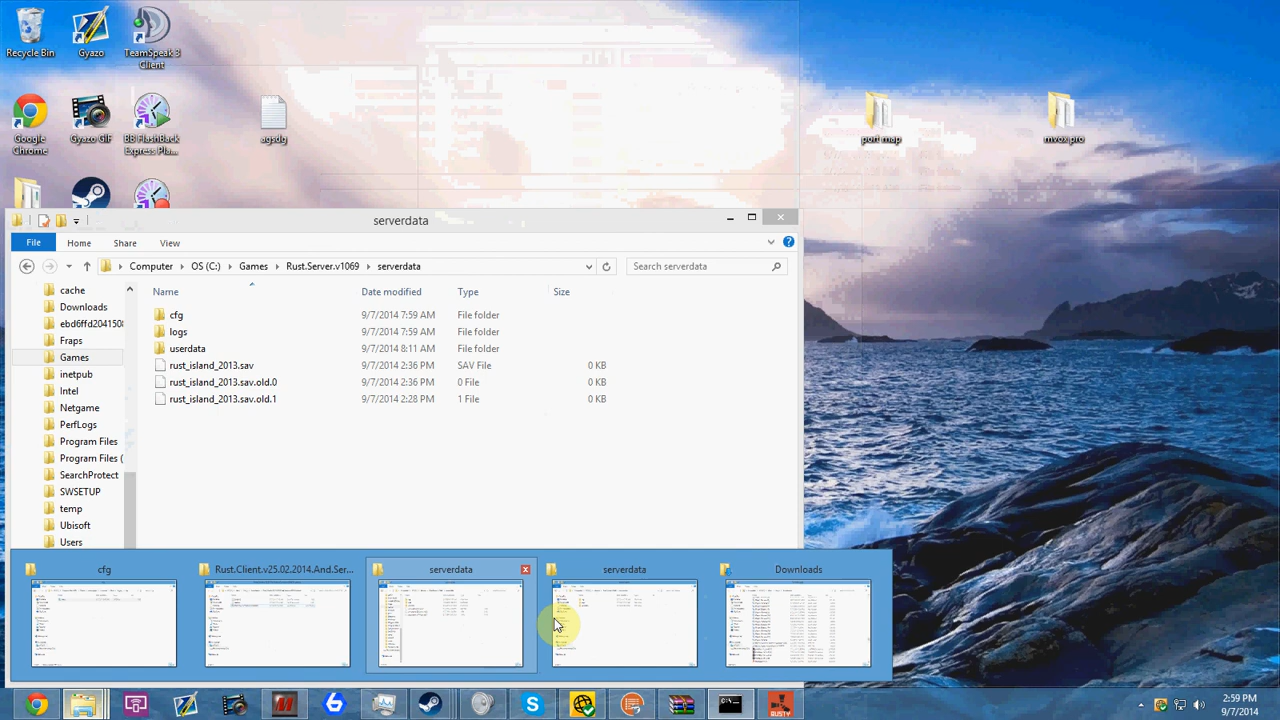 Recycle Bin
Gyazo
TeamSpeak 3
Client
Google
Chrome
Gyazo Gif
BB FlashBack
Express Pla...
agsdg
port map
mvox pro
serverdata
File
Home
Share
View
Computer
OS (C:)
Games
Rust.Server.v1069
serverdata
Search serverdata
Name
Date modified
Type
Size
cache
Downloads
ebd6ffd204150
Fraps
Games
inetpub
Intel
Netgame
PerfLogs
Program Files
Program Files (
SearchProtect
SWSETUP
temp
Ubisoft
Users
cfg 9/7/2014 7:59 AM File folder
logs 9/7/2014 7:59 AM File folder
userdata 9/7/2014 8:11 AM File folder
rust_island_2013.sav 9/7/2014 2:36 PM SAV File 0 KB
rust_island_2013.sav.old.0 9/7/2014 2:36 PM 0 File 0 KB
rust_island_2013.sav.old.1 9/7/2014 2:28 PM 1 File 0 KB
cfg
Rust.Client.v25.02.2014.And.Ser...
serverdata
serverdata
Downloads
RUSTY
2:59 PM
9/7/2014